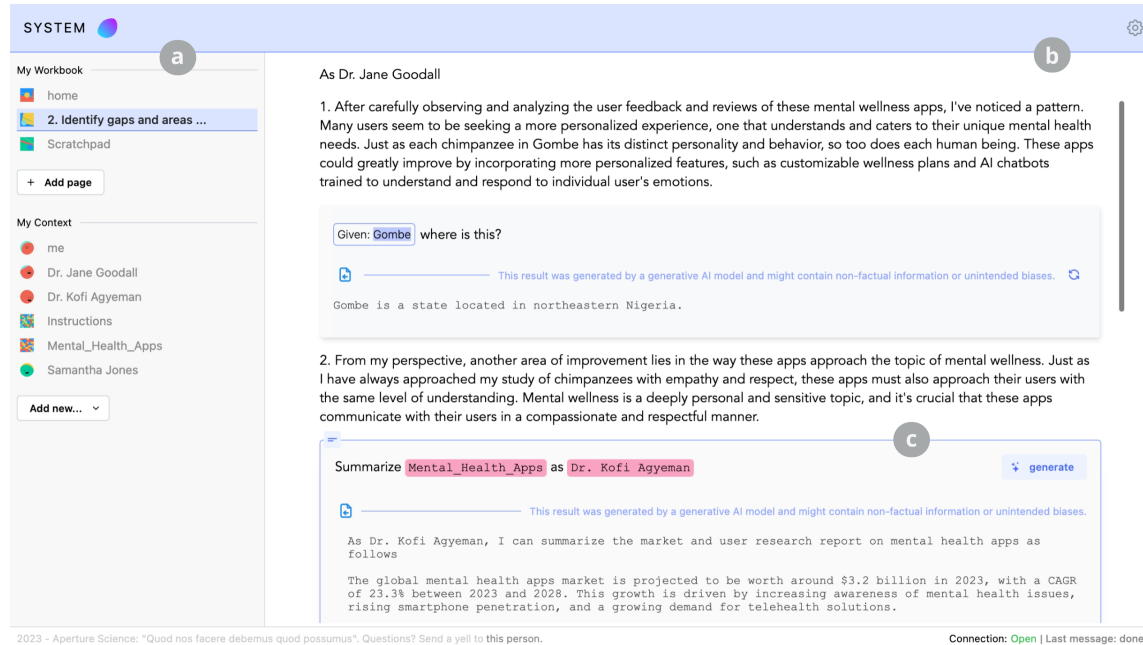 SYSTEM
a
b
My Workbook
home
2. Identify gaps and areas ...
Scratchpad
+ Add page
My Context
me
Dr. Jane Goodall
Dr. Kofi Agyeman
Instructions
Mental_Health_Apps
Samantha Jones
Add new...
As Dr. Jane Goodall
1. After carefully observing and analyzing the user feedback and reviews of these mental wellness apps, I've noticed a pattern.
Many users seem to be seeking a more personalized experience, one that understands and caters to their unique mental health
needs. Just as each chimpanzee in Gombe has its distinct personality and behavior, so too does each human being. These apps
could greatly improve by incorporating more personalized features, such as customizable wellness plans and AI chatbots
trained to understand and respond to individual user's emotions.
Given: Gombe where is this?
This result was generated by a generative AI model and might contain non-factual information or unintended biases.
Gombe is a state located in northeastern Nigeria.
2. From my perspective, another area of improvement lies in the way these apps approach the topic of mental wellness. Just as
I have always approached my study of chimpanzees with empathy and respect, these apps must also approach their users with
the same level of understanding. Mental wellness is a deeply personal and sensitive topic, and it's crucial that these apps
communicate with their users in a compassionate and respectful manner.
c
Summarize Mental_Health_Apps as Dr. Kofi Agyeman
generate
This result was generated by a generative AI model and might contain non-factual information or unintended biases.
As Dr. Kofi Agyeman, I can summarize the market and user research report on mental health apps as
follows
The global mental health apps market is projected to be worth around $3.2 billion in 2023, with a CAGR
of 23.3% between 2023 and 2028. This growth is driven by increasing awareness of mental health issues,
rising smartphone penetration, and a growing demand for telehealth solutions.
2023 - Aperture Science: "Quod nos facere debemus quod possumus". Questions? Send a yell to this person.
Connection: Open | Last message: done